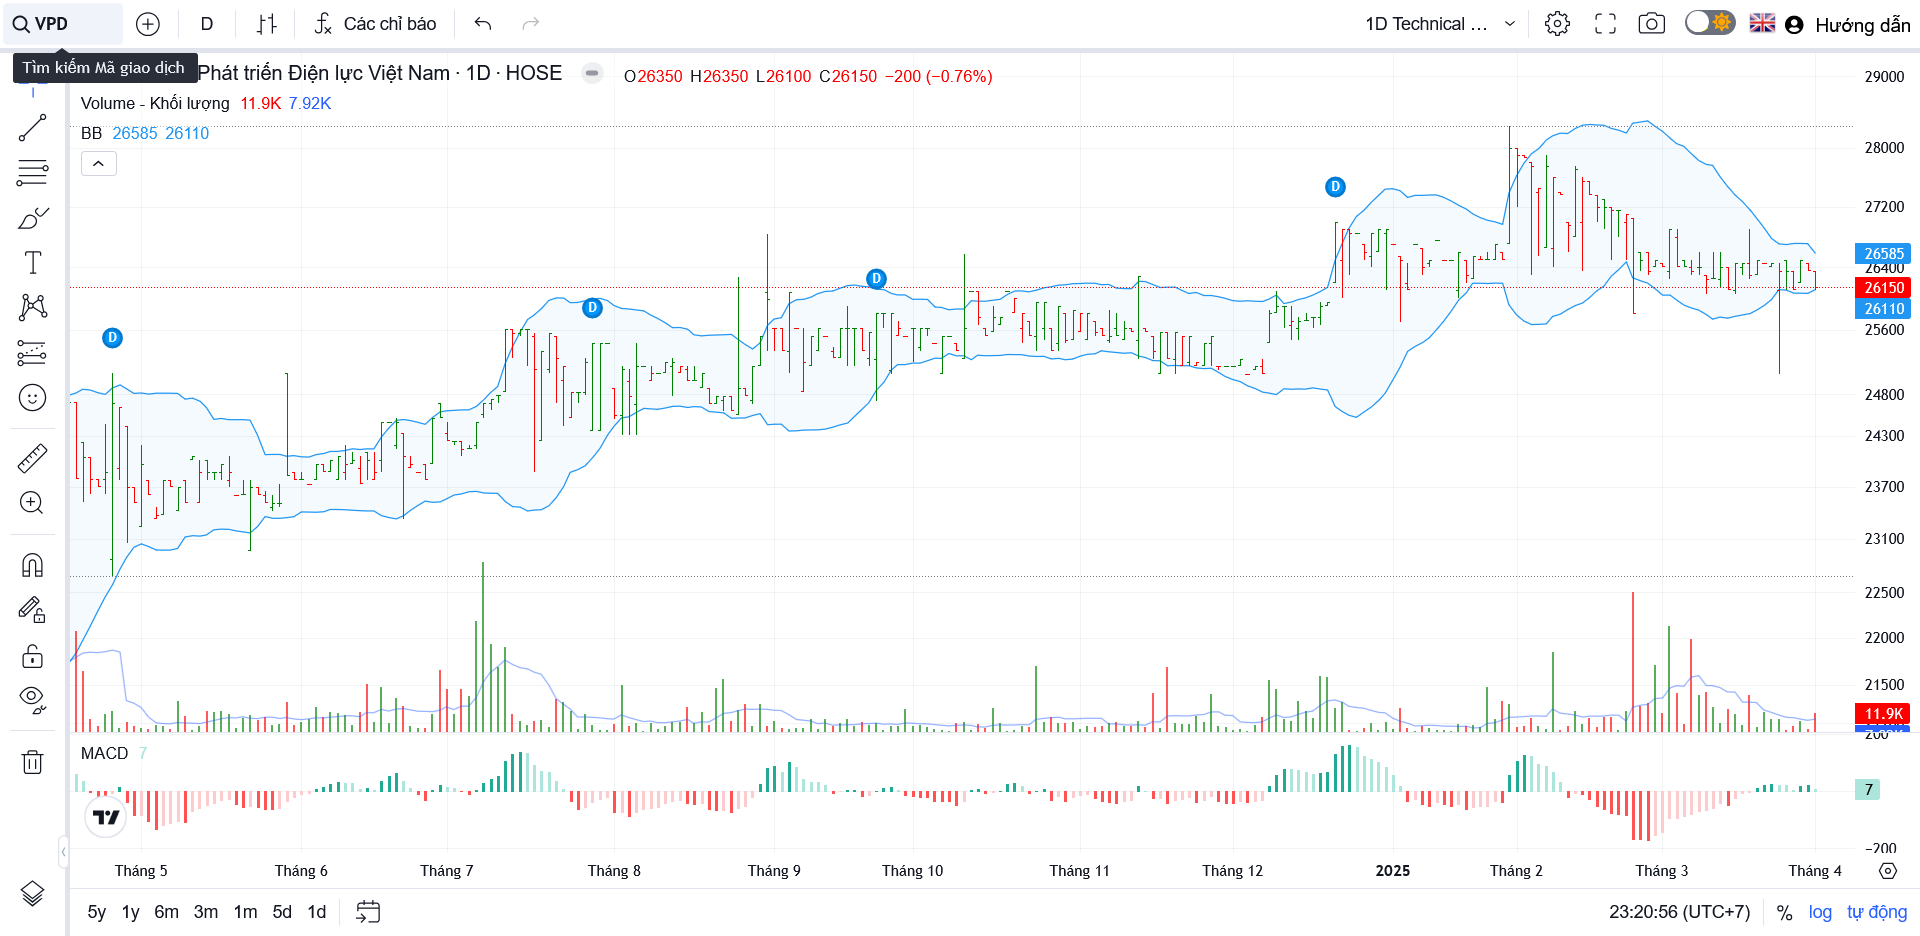 VPD
D
Các chỉ báo
1D Technical ...
Hướng dẫn
Tìm kiếm Mã giao dịch
Phát triển Điện lực Việt Nam · 1D · HOSE
O26350 H26350 L26100 C26150 −200 (−0.76%)
Volume - Khối lượng 11.9K 7.92K
BB 26585 26110
D
D
D
D
29000
28000
27200
26585
26400
26150
26110
25600
24800
24300
23700
23100
22500
22000
21500
11.9K
MACD 7
7
−200
Tháng 5
Tháng 6
Tháng 7
Tháng 8
Tháng 9
Tháng 10
Tháng 11
Tháng 12
2025
Tháng 2
Tháng 3
Tháng 4
5y 1y 6m 3m 1m 5d 1d
23:20:56 (UTC+7) % log tự động